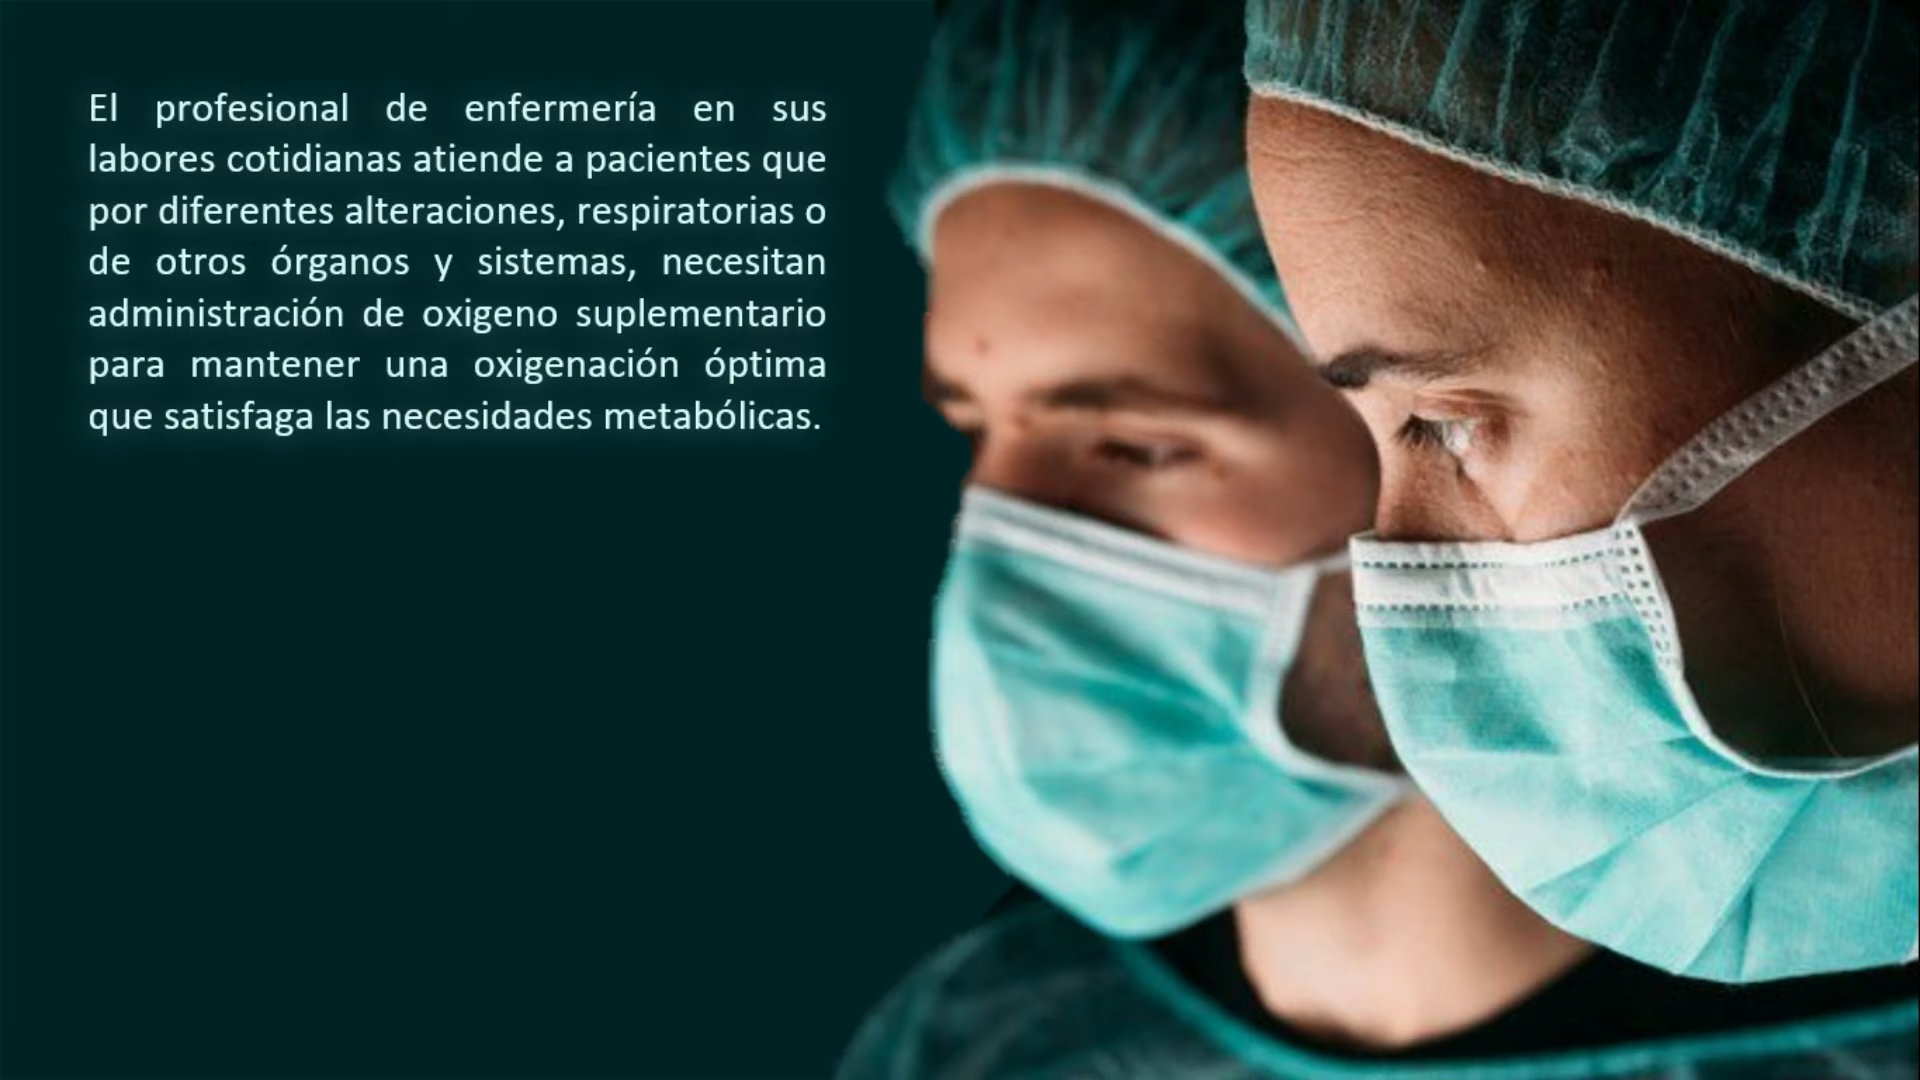 El profesional de enfermería en sus
labores cotidianas atiende a pacientes que
por diferentes alteraciones, respiratorias o
de otros órganos y sistemas, necesitan
administración de oxigeno suplementario
para mantener una oxigenación óptima
que satisfaga las necesidades metabólicas.